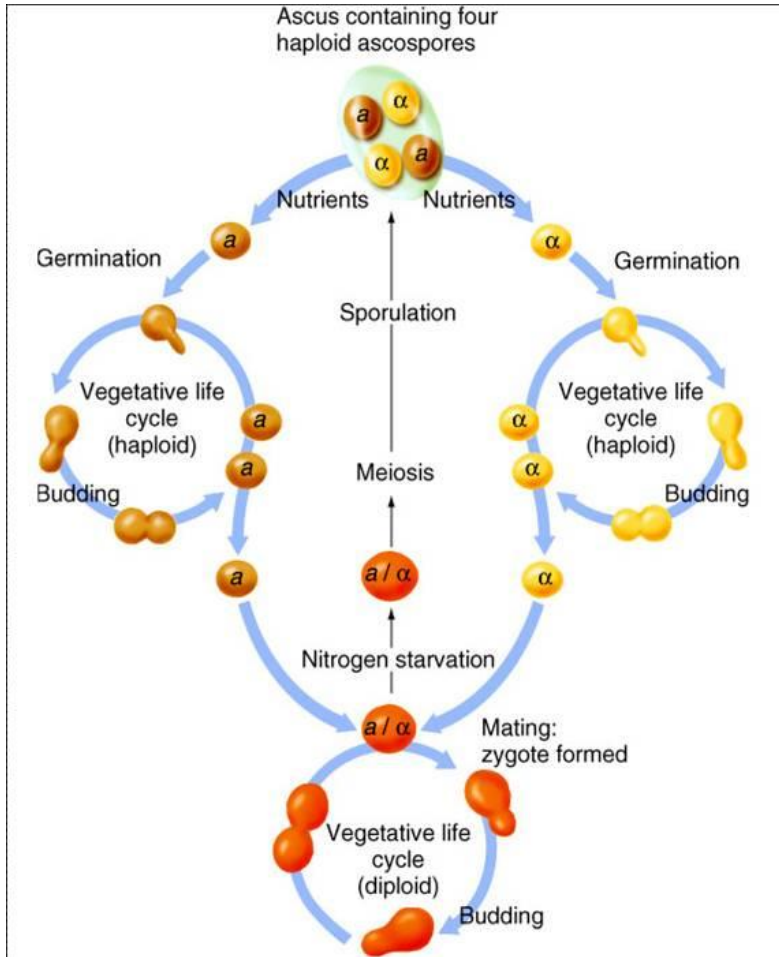 Ascus containing four
haploid ascospores
a
α
α
a
Nutrients
Nutrients
a
α
Germination
Germination
Sporulation
Vegetative life
cycle
(haploid)
Vegetative life
cycle
(haploid)
a
α
a
α
Meiosis
Budding
Budding
a
a / α
α
Nitrogen starvation
a / α
Mating:
zygote formed
Vegetative life
cycle
(diploid)
Budding